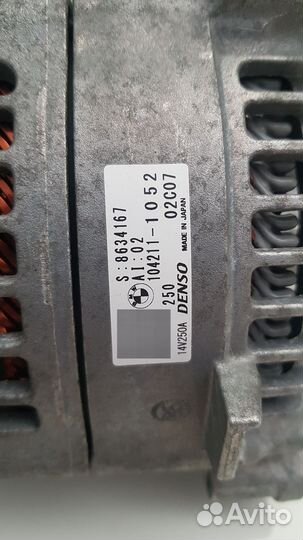 S:8634167
AI:02
104211-1052
250 02C07
DENSO MADE IN JAPAN
14V250A
Avito